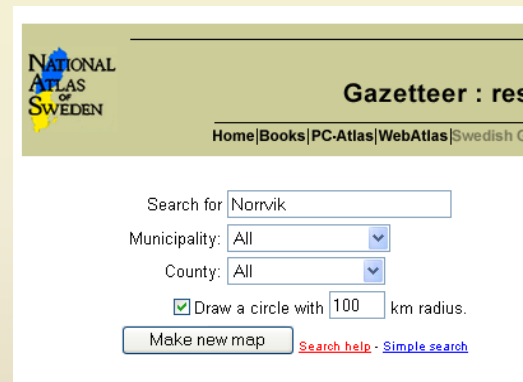 NATIONAL
ATLAS
OF
SWEDEN
Gazetteer : res
Home|Books|PC-Atlas|WebAtlas|Swedish G
Search for Norrvik
Municipality: All
County: All
Draw a circle with 100 km radius.
Make new map Search help - Simple search